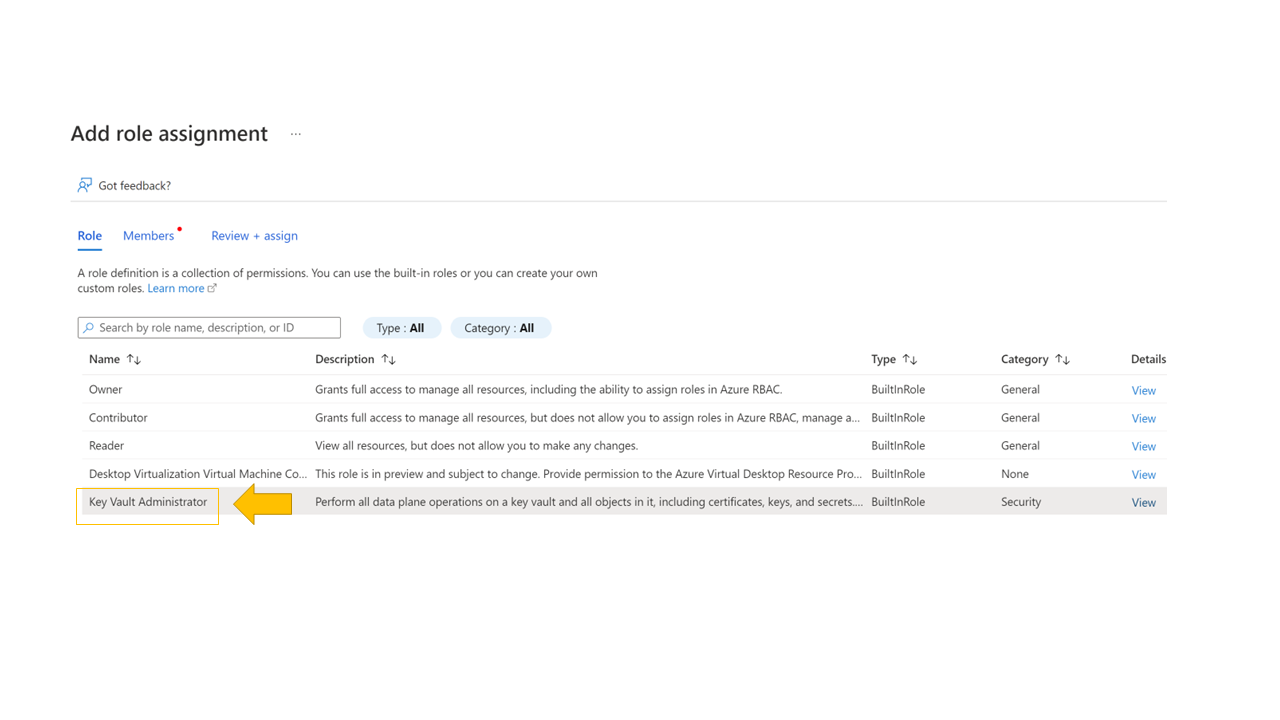 Add role assignment ...
Got feedback?
Role Members Review + assign
A role definition is a collection of permissions. You can use the built-in roles or you can create your own
custom roles. Learn more
Search by role name, description, or ID Type : All Category : All
Name ↑↓ Description ↑↓ Type ↑↓ Category ↑↓ Details
Owner Grants full access to manage all resources, including the ability to assign roles in Azure RBAC. BuiltInRole General View
Contributor Grants full access to manage all resources, but does not allow you to assign roles in Azure RBAC, manage a... BuiltInRole General View
Reader View all resources, but does not allow you to make any changes. BuiltInRole General View
Desktop Virtualization Virtual Machine Co... This role is in preview and subject to change. Provide permission to the Azure Virtual Desktop Resource Pro... BuiltInRole None View
Key Vault Administrator Perform all data plane operations on a key vault and all objects in it, including certificates, keys, and secrets.... BuiltInRole Security View